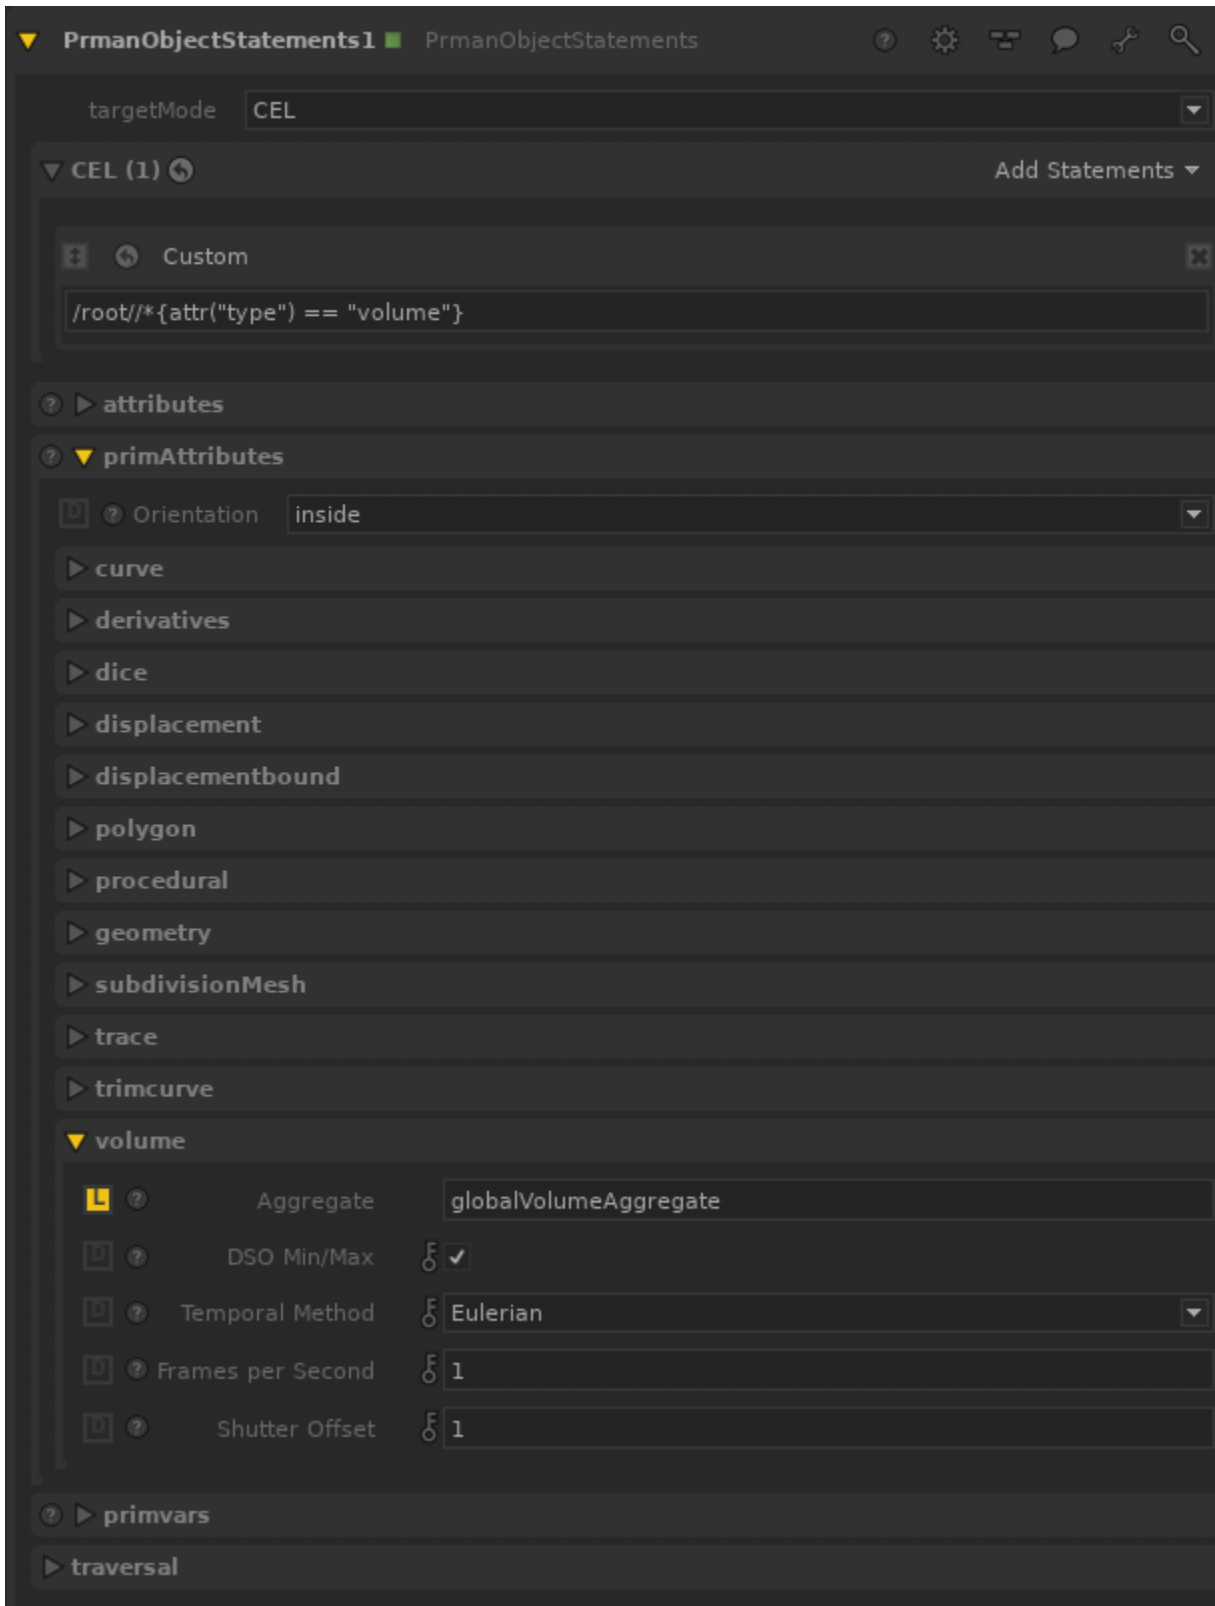 PrmanObjectStatements1 PrmanObjectStatements
targetMode CEL
CEL (1) Add Statements
Custom
/root//*{attr("type") == "volume"}
attributes
primAttributes
D Orientation inside
curve
derivatives
dice
displacement
displacementbound
polygon
procedural
geometry
subdivisionMesh
trace
trimcurve
volume
L Aggregate globalVolumeAggregate
D DSO Min/Max
D Temporal Method Eulerian
D Frames per Second 1
D Shutter Offset 1
primvars
traversal